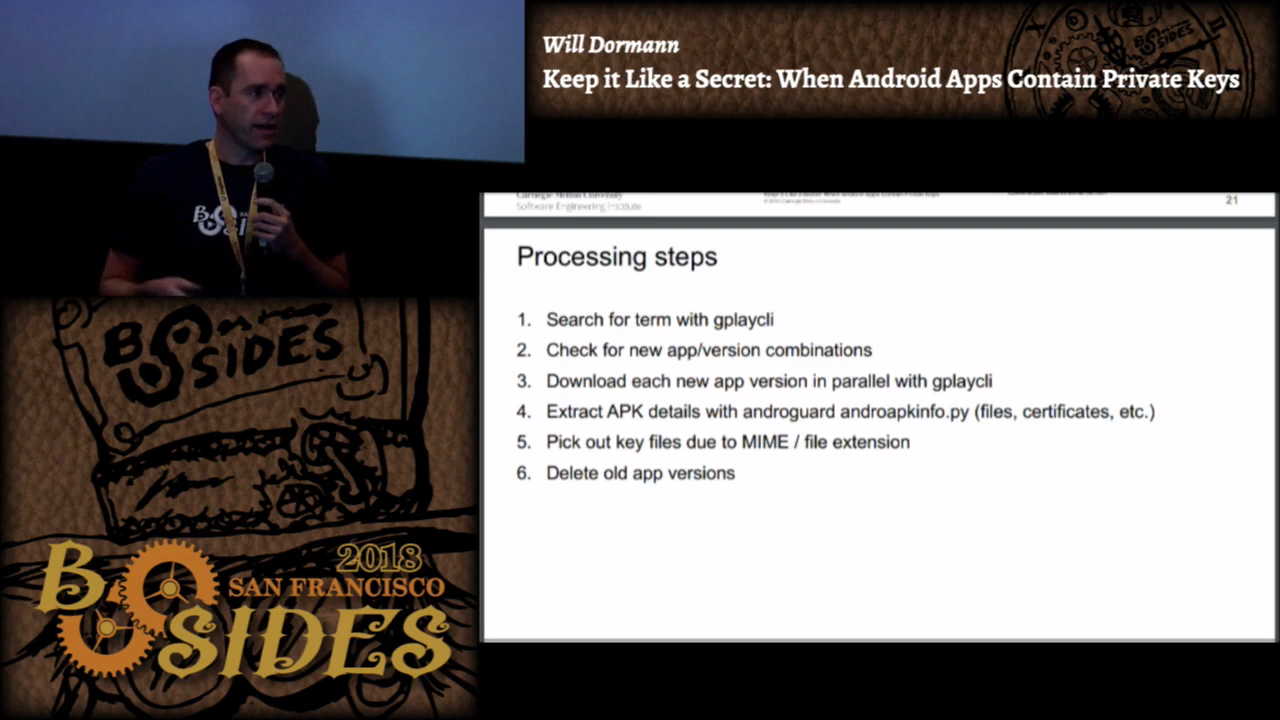 Will Dormann
Keep it Like a Secret: When Android Apps Contain Private Keys
Carnegie Mellon University
Software Engineering Institute
21
Processing steps
1. Search for term with gplaycli
2. Check for new app/version combinations
3. Download each new app version in parallel with gplaycli
4. Extract APK details with androguard androapkinfo.py (files, certificates, etc.)
5. Pick out key files due to MIME / file extension
6. Delete old app versions
BSIDES
2018
BSIDES
SAN FRANCISCO